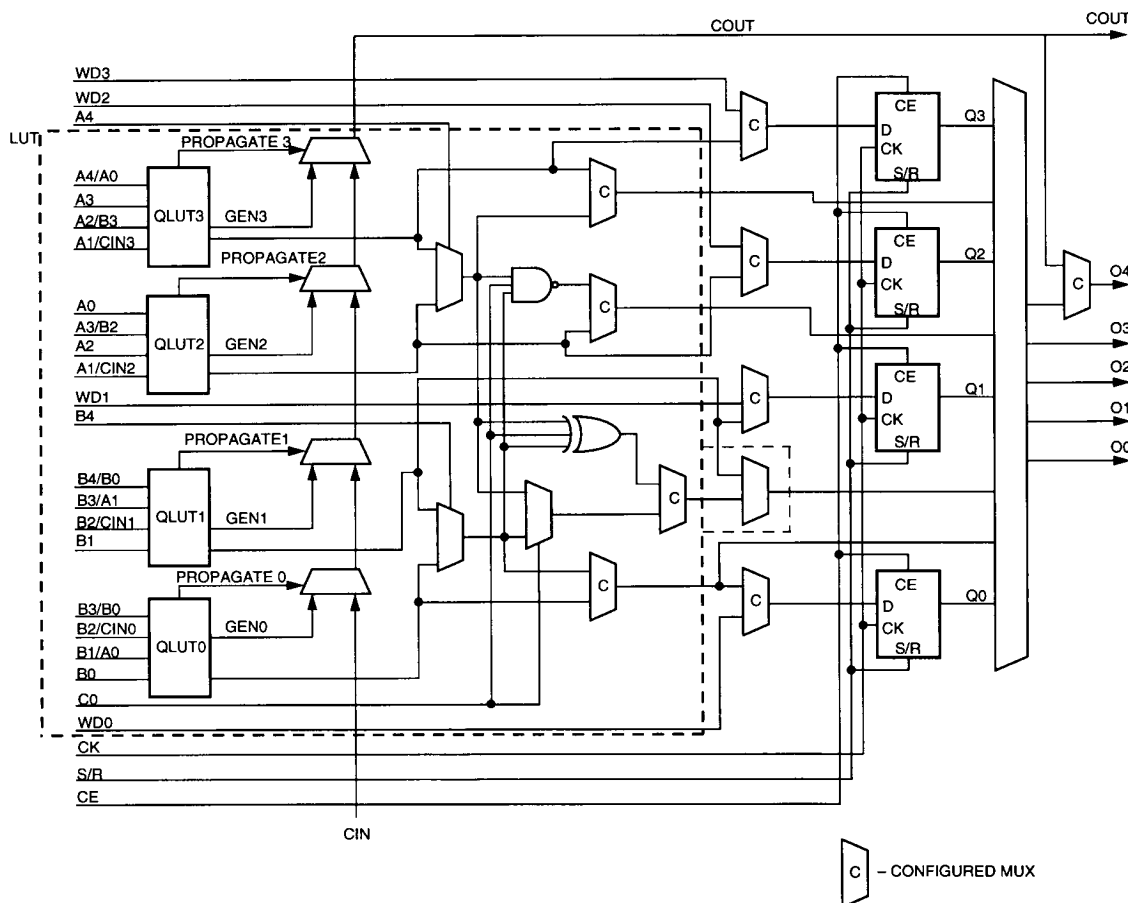 COUT
COUT
WD3
WD2
A4
LUT
PROPAGATE 3
CE
Q3
D
CK
S/R
C
A4/A0
A3
A2/B3
A1/CIN3
QLUT3
GEN3
C
PROPAGATE2
CE
Q2
D
CK
S/R
C
C
O4
A0
A3/B2
A2
A1/CIN2
QLUT2
GEN2
C
O3
WD1
B4
C
CE
Q1
D
CK
S/R
O2
O1
O0
PROPAGATE1
B4/B0
B3/A1
B2/CIN1
B1
QLUT1
GEN1
C
PROPAGATE 0
B3/B0
B2/CIN0
B1/A0
B0
QLUT0
GEN0
C
C
CE
Q0
D
CK
S/R
C0
WD0
CK
S/R
CE
CIN
C – CONFIGURED MUX